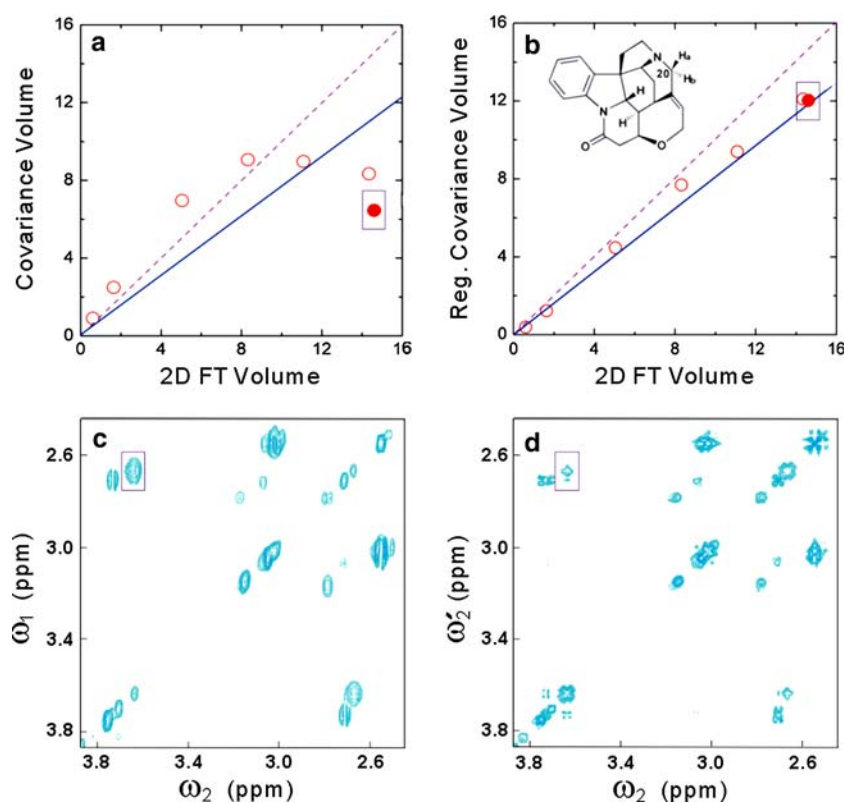 a
Covariance Volume
16
12
8
4
0
0 4 8 12 16
2D FT Volume
b
Reg. Covariance Volume
16
12
8
4
0
0 4 8 12 16
2D FT Volume
N
20
Ha
Hb
H
N
H
O
O
c
ω1 (ppm)
2.6
3.0
3.4
3.8
3.8 3.4 3.0 2.6
ω2 (ppm)
d
ω'2 (ppm)
2.6
3.0
3.4
3.8
3.8 3.4 3.0 2.6
ω2 (ppm)